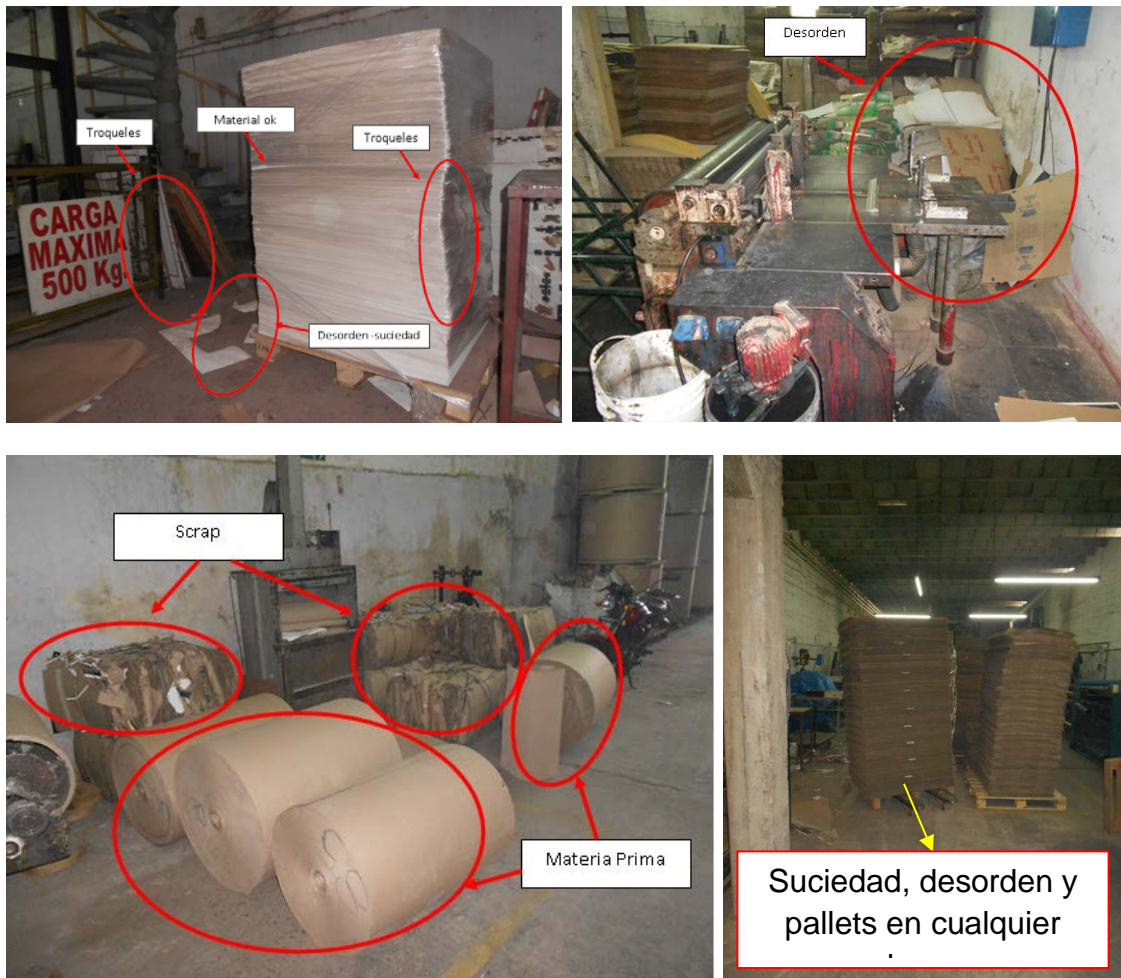 Troqueles
Material ok
Troqueles
CARGA
MAXIMA
500 Kg
Desorden -suciedad
Desorden
Scrap
Materia Prima
Suciedad, desorden y
pallets en cualquier